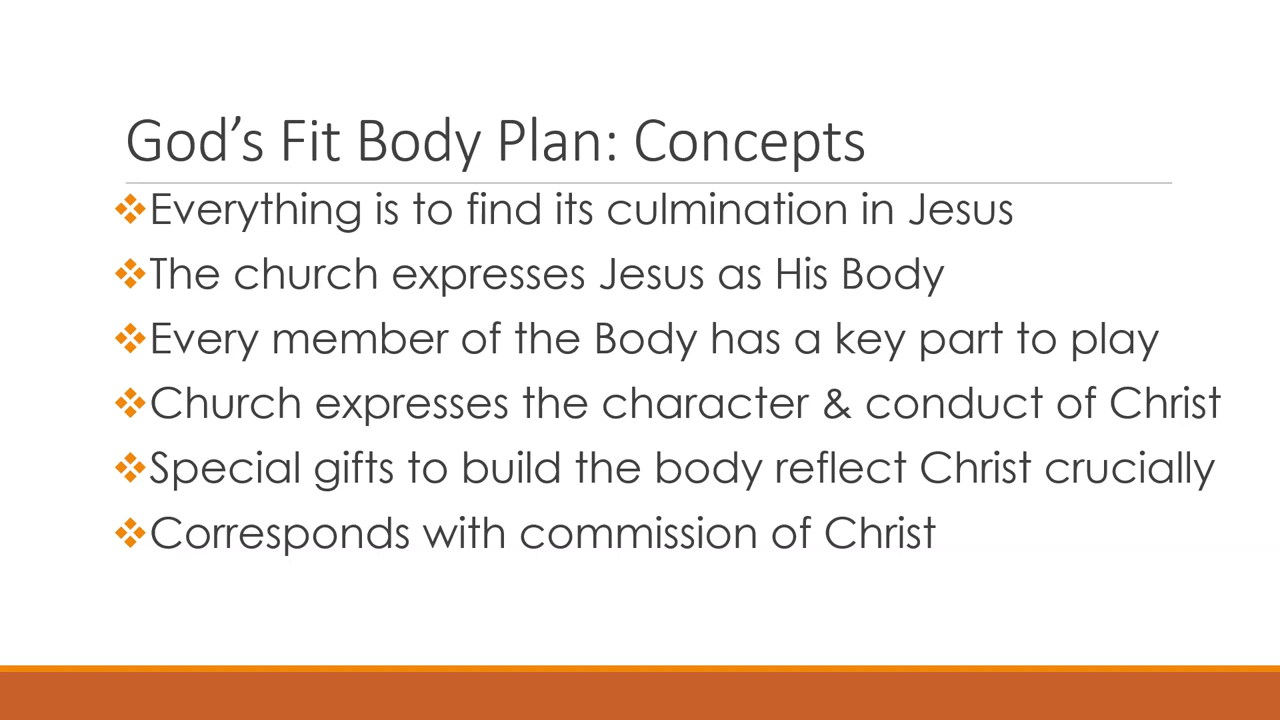 God’s Fit Body Plan: Concepts
❖Everything is to find its culmination in Jesus
❖The church expresses Jesus as His Body
❖Every member of the Body has a key part to play
❖Church expresses the character & conduct of Christ
❖Special gifts to build the body reflect Christ crucially
❖Corresponds with commission of Christ